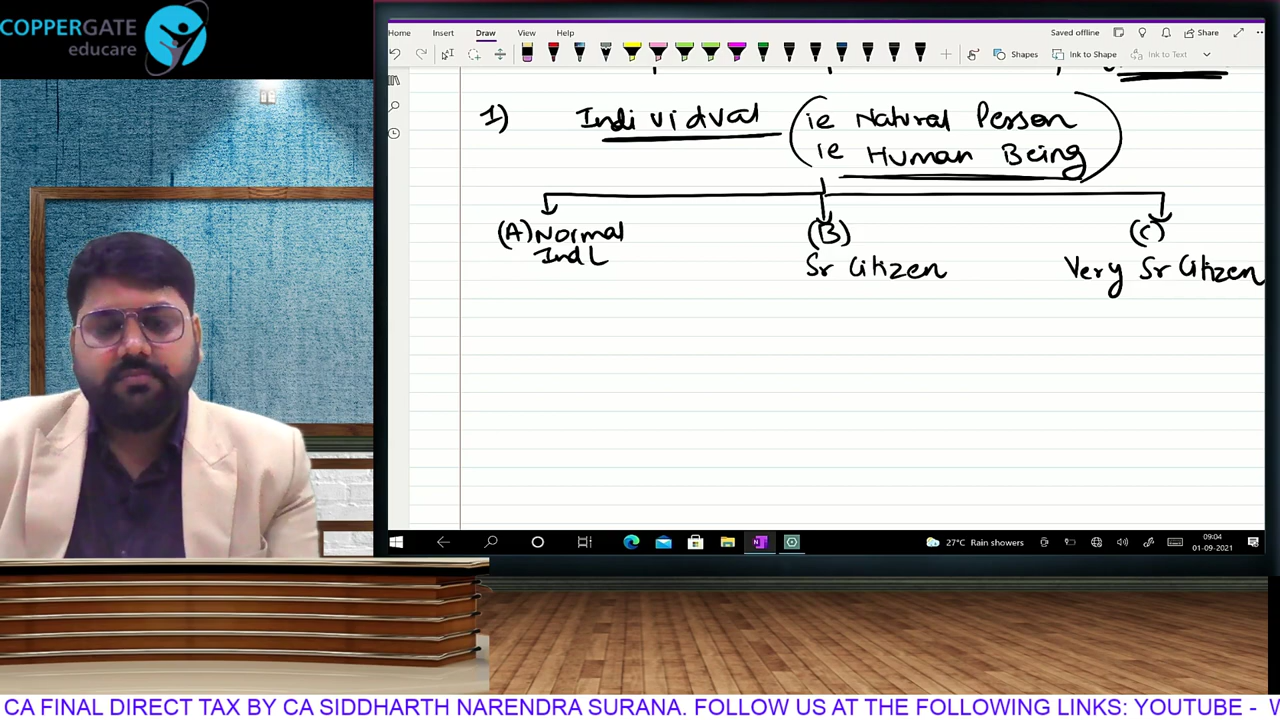 COPPERGATE
educare
Home Insert Draw View Help
Saved offline
Share
Shapes
Ink to Shape
Ink to Text
1) Individual (ie Natural Person
ie Human Being)
(A) Normal
Indl
(B)
Sr Citizen
(C)
Very Sr Citizen
27°C Rain showers
09:04
01-09-2021
CA FINAL DIRECT TAX BY CA SIDDHARTH NARENDRA SURANA. FOLLOW US AT THE FOLLOWING LINKS: YOUTUBE -